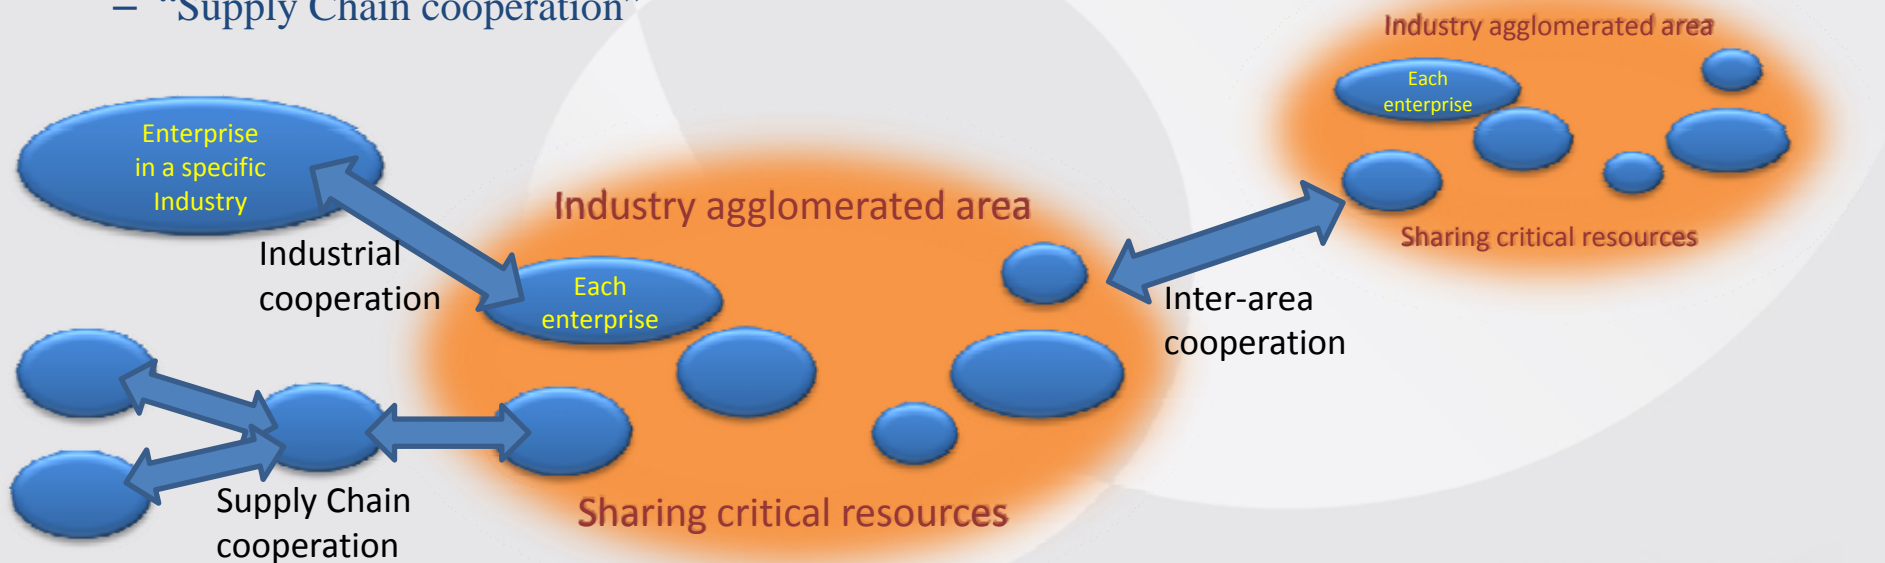 – “Supply Chain cooperation”
Industry agglomerated area
Each
enterprise
Sharing critical resources
Enterprise
in a specific
Industry
Industrial
cooperation
Industry agglomerated area
Each
enterprise
Inter-area
cooperation
Supply Chain
cooperation
Sharing critical resources